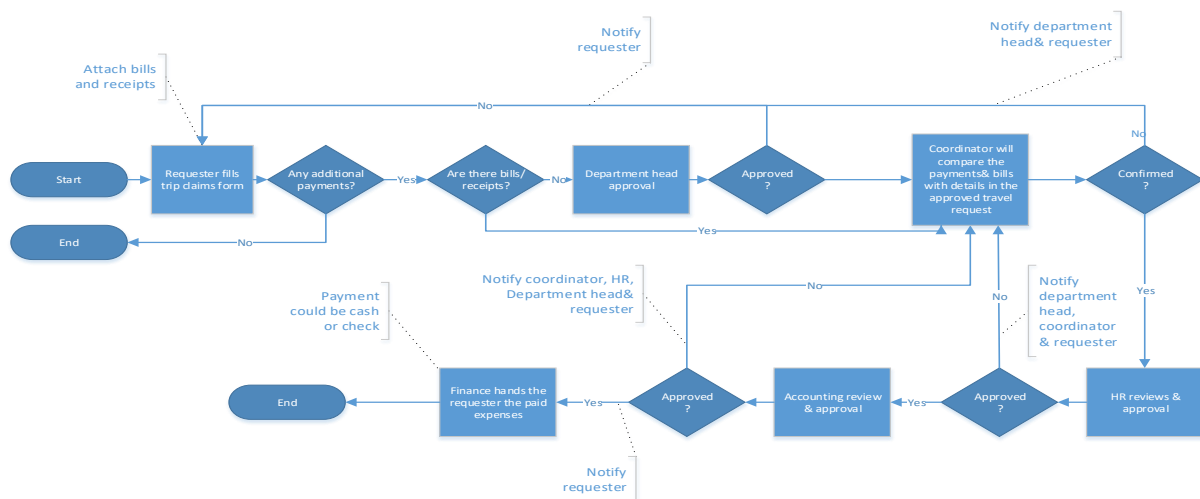 Notify
requester
Notify department
head& requester
Attach bills
and receipts
No
No
Start
Requester fills
trip claims form
Any additional
payments?
Yes
Are there bills/
receipts?
No
Department head
approval
Approved
?
Coordinator will
compare the
payments& bills
with details in the
approved travel
request
Confirmed
?
End
No
Yes
Notify coordinator, HR,
Department head&
requester
No
Notify
department
head,
coordinator
& requester
No
Yes
Payment
could be cash
or check
End
Finance hands the
requester the paid
expenses
Yes
Approved
?
Accounting review
& approval
Yes
Approved
?
HR reviews &
approval
Notify
requester